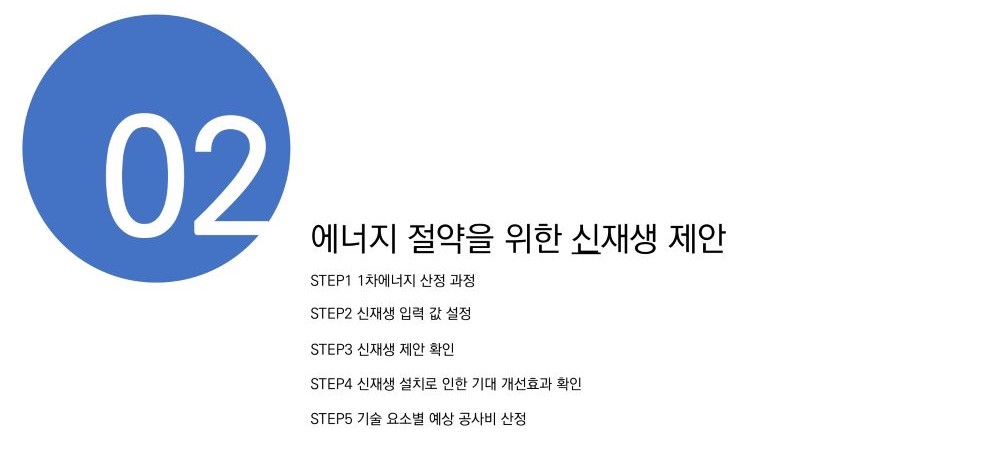 02
에너지 절약을 위한 신재생 제안
STEP1 1차에너지 산정 과정
STEP2 신재생 입력 값 설정
STEP3 신재생 제안 확인
STEP4 신재생 설치로 인한 기대 개선효과 확인
STEP5 기술 요소별 예상 공사비 산정